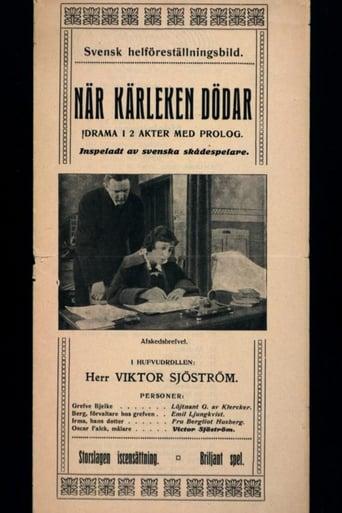 Svensk helföreställningsbild.
NÄR KÄRLEKEN DÖDAR
DRAMA I 2 AKTER MED PROLOG.
Inspeladt av svenska skådespelare.
Afskedsbrefvet.
I HUFVUDROLLEN:
Herr VIKTOR SJÖSTRÖM.
PERSONER:
Grefve Bjelke . . . . . . Löjtnant G. av Klercker.
Berg, förvaltare hos grefven . . Emil Ljungkvist.
Irma, hans dotter . . . . . Fru Bergliot Husberg.
Oscar Falck, målare . . . . . Victor Sjöström.
Storslagen iscensättning. □ Briljant spel.